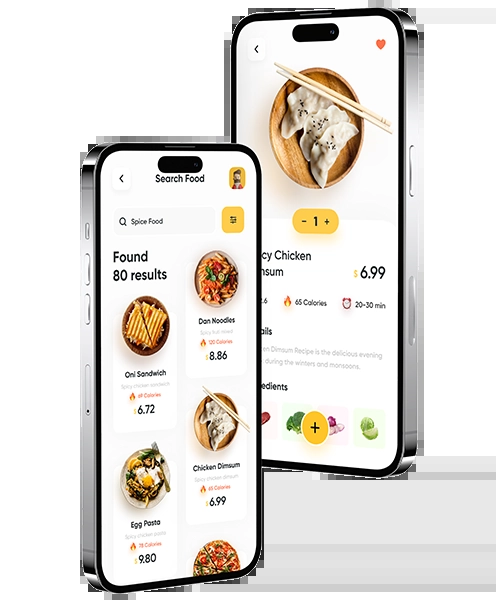 Search Food
Spice Food
Found
80 results
Dan Noodles
Spicy fruit mixed
120 Calories
$ 8.86
Oni Sandwich
Spicy chicken sandwich
69 Calories
$ 6.72
Chicken Dimsum
Spicy chicken dimsum
65 Calories
$ 6.99
Egg Pasta
Spicy chicken pasta
78 Calories
$ 9.80
- 1 +
cy Chicken
msum
$ 6.99
.6
65 Calories
20-30 min
ails
en Dimsum Recipe is the delicious evening
during the winters and monsoons.
edients
+